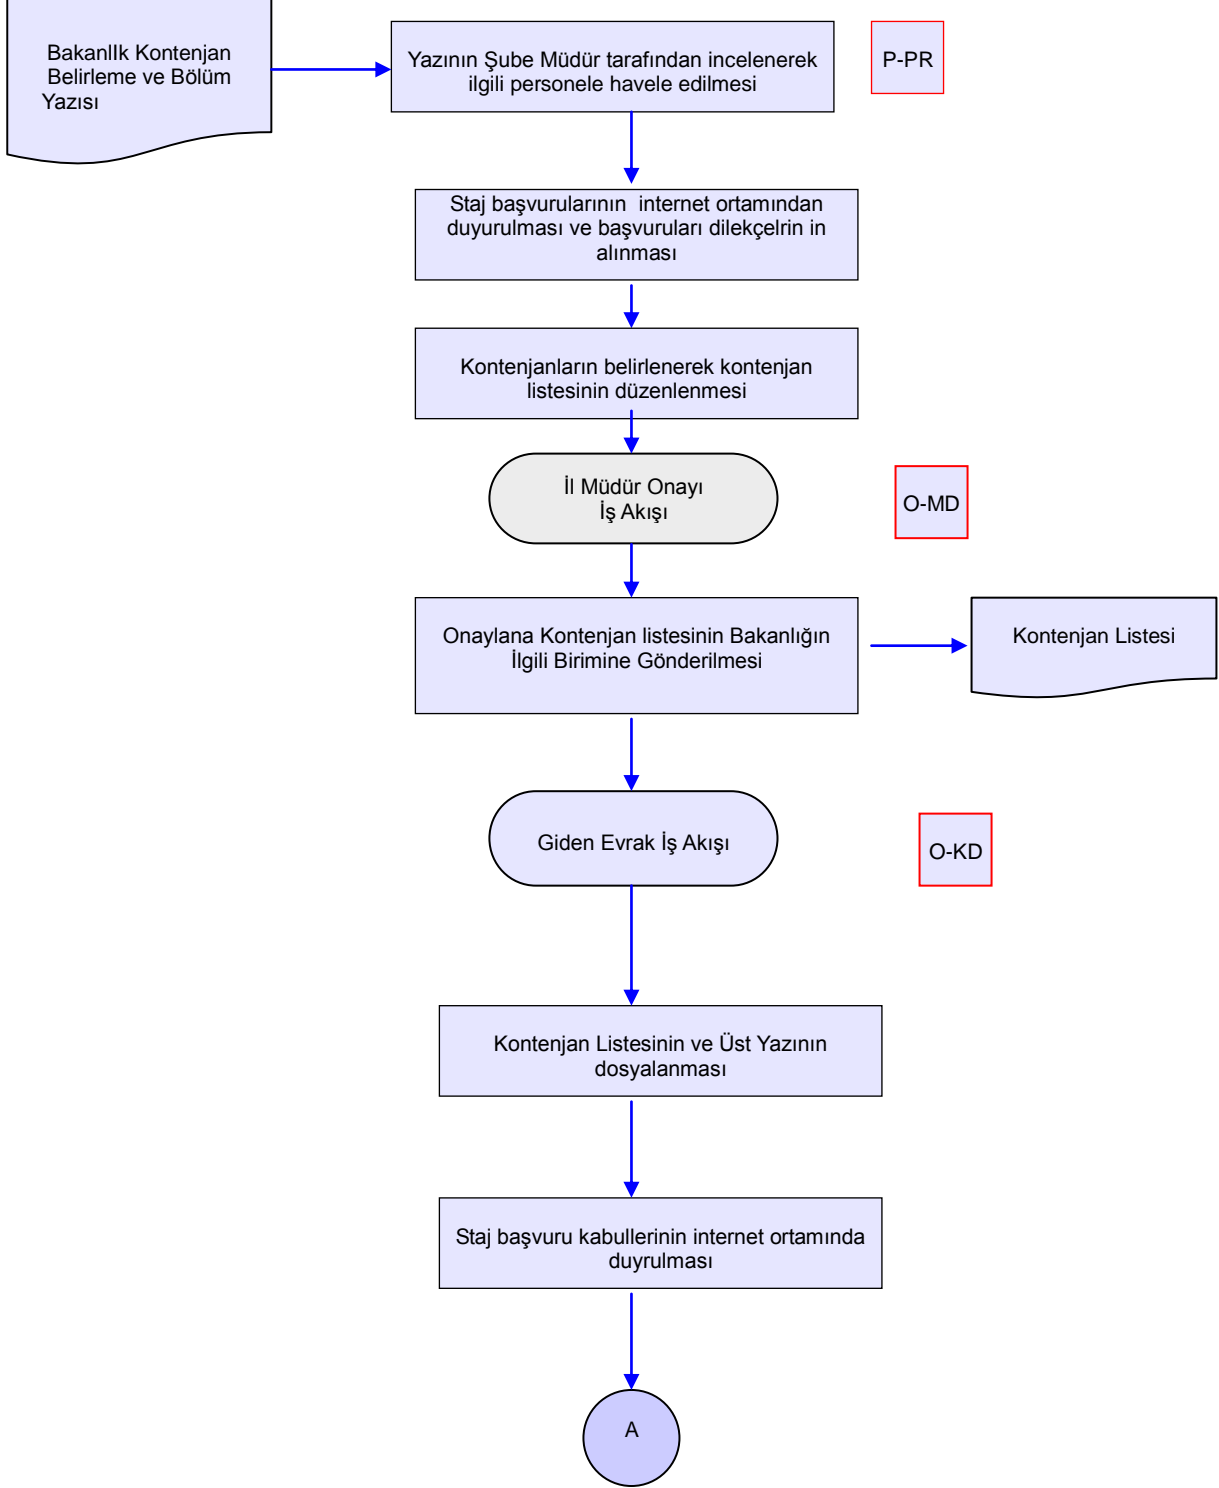 BakanlIk Kontenjan
Belirleme ve Bölüm
Yazısı
Yazının Şube Müdür tarafından incelenerek
ilgili personele havele edilmesi
P-PR
Staj başvurularının  internet ortamından
duyurulması ve başvuruları dilekçelrin in
alınması
Kontenjanların belirlenerek kontenjan
listesinin düzenlenmesi
İl Müdür Onayı
İş Akışı
O-MD
Onaylana Kontenjan listesinin Bakanlığın
İlgili Birimine Gönderilmesi
Kontenjan Listesi
Giden Evrak İş Akışı
O-KD
Kontenjan Listesinin ve Üst Yazının
dosyalanması
Staj başvuru kabullerinin internet ortamında
duyrulması
A